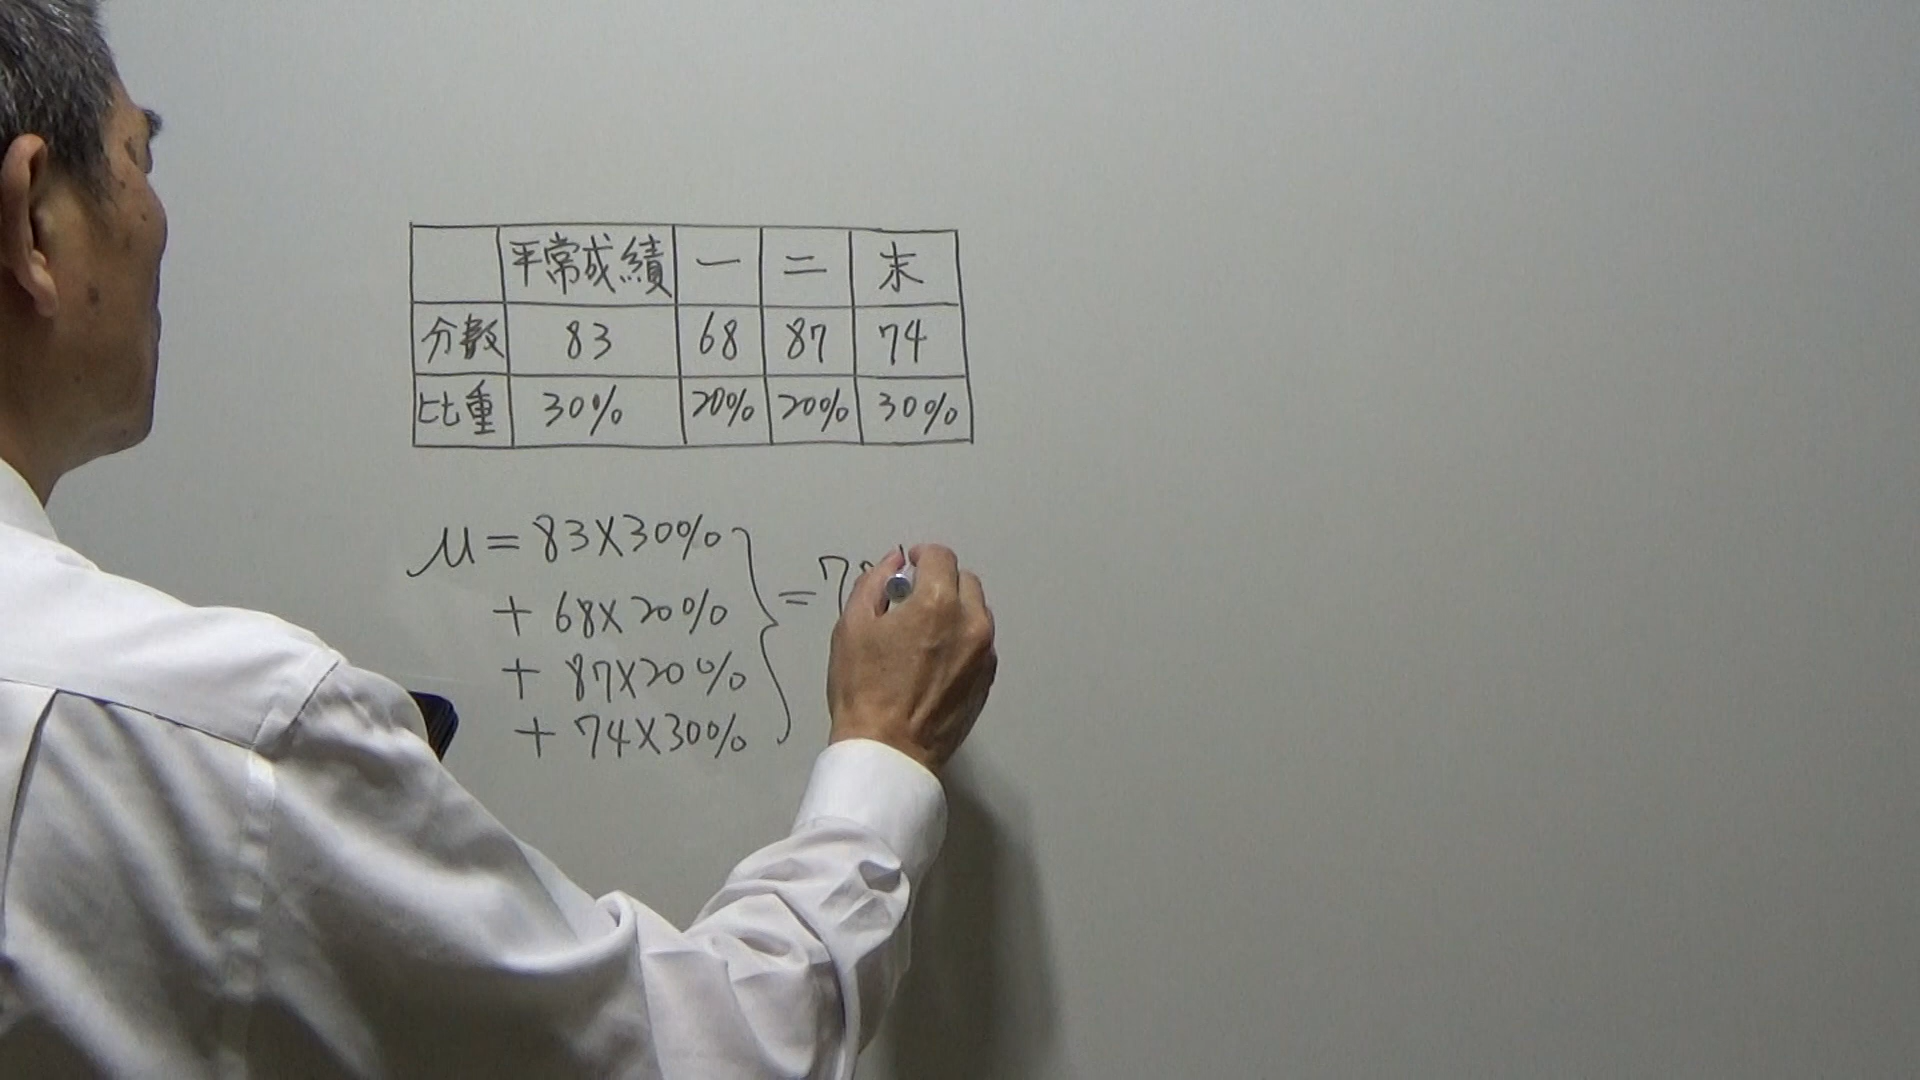 平常成績 一 二 末
分數 83 68 87 74
比重 30% 20% 20% 30%
μ = 83×30%
+ 68×20%
+ 87×20%
+ 74×30%
= 7